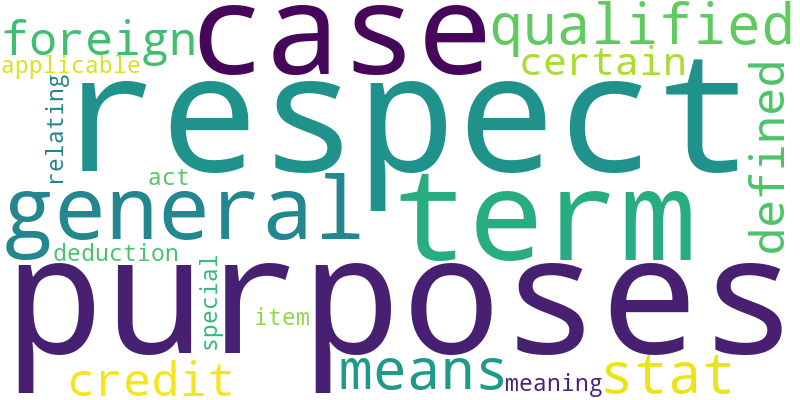 case
qualified
foreign
certain
applicable
respect
relating
defined
act
general
term
deduction
special
purposes
item
means
stat
credit
meaning